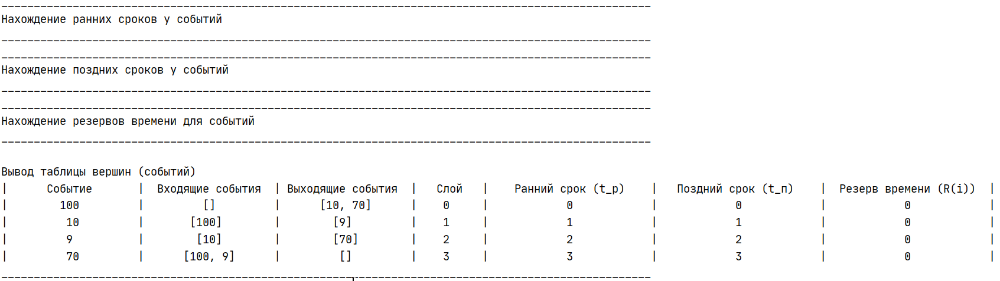 Нахождение ранних сроков у событий
Нахождение поздних сроков у событий
Нахождение резервов времени для событий
Вывод таблицы вершин (событий)
| Событие | Входящие события | Выходящие события | Слой | Ранний срок (t_р) | Поздний срок (t_п) | Резерв времени (R(i)) |
| 100 | [] | [10, 70] | 0 | 0 | 0 | 0 |
| 10 | [100] | [9] | 1 | 1 | 1 | 0 |
| 9 | [10] | [70] | 2 | 2 | 2 | 0 |
| 70 | [100, 9] | [] | 3 | 3 | 3 | 0 |